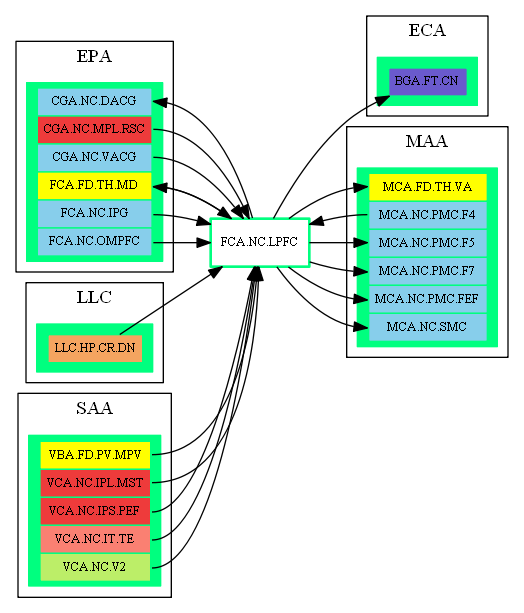 EPA
CGA.NC.DACG
CGA.NC.MPL.RSC
CGA.NC.VACG
FCA.FD.TH.MD
FCA.NC.IPG
FCA.NC.OMPFC
LLC
LLC.HP.CR.DN
SAA
VBA.FD.PV.MPV
VCA.NC.IPL.MST
VCA.NC.IPS.PEF
VCA.NC.IT.TE
VCA.NC.V2
FCA.NC.LPFC
ECA
BGA.FT.CN
MAA
MCA.FD.TH.VA
MCA.NC.PMC.F4
MCA.NC.PMC.F5
MCA.NC.PMC.F7
MCA.NC.PMC.FEF
MCA.NC.SMC